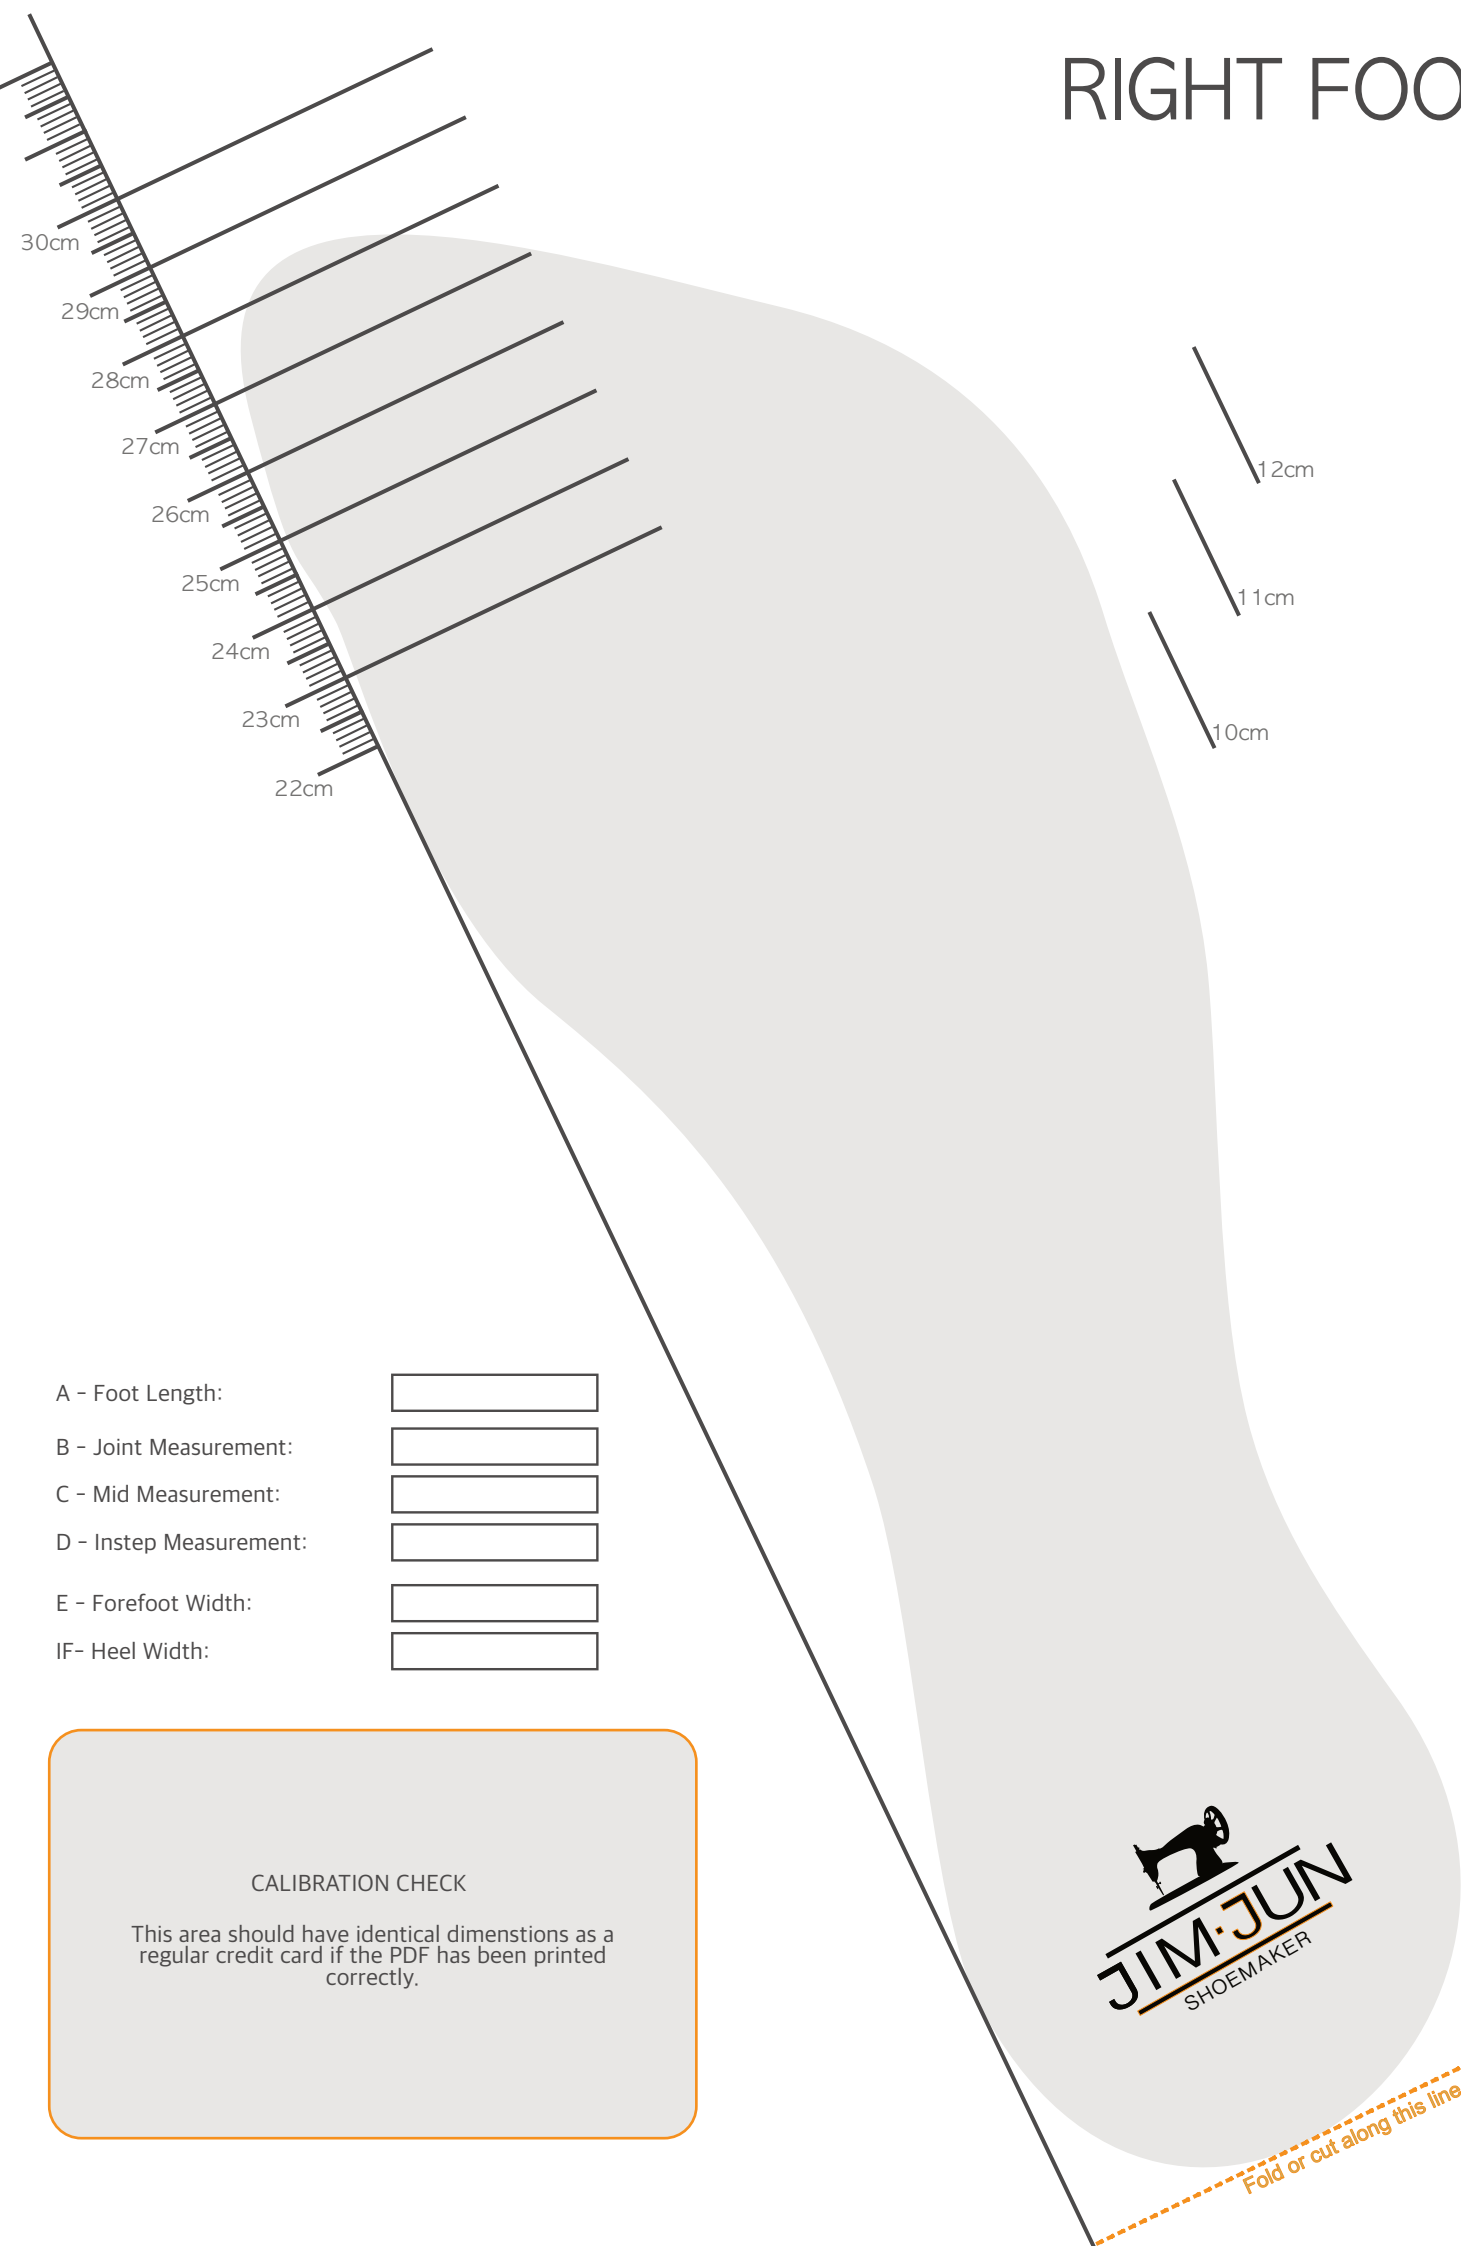 RIGHT FOO
30cm
29cm
28cm
27cm
26cm
25cm
24cm
23cm
22cm
12cm
11cm
10cm
A - Foot Length:
B - Joint Measurement:
C - Mid Measurement:
D - Instep Measurement:
E - Forefoot Width:
IF- Heel Width:
CALIBRATION CHECK
This area should have identical dimenstions as a
regular credit card if the PDF has been printed
correctly.
JIM·JUN
SHOEMAKER
Fold or cut along this line